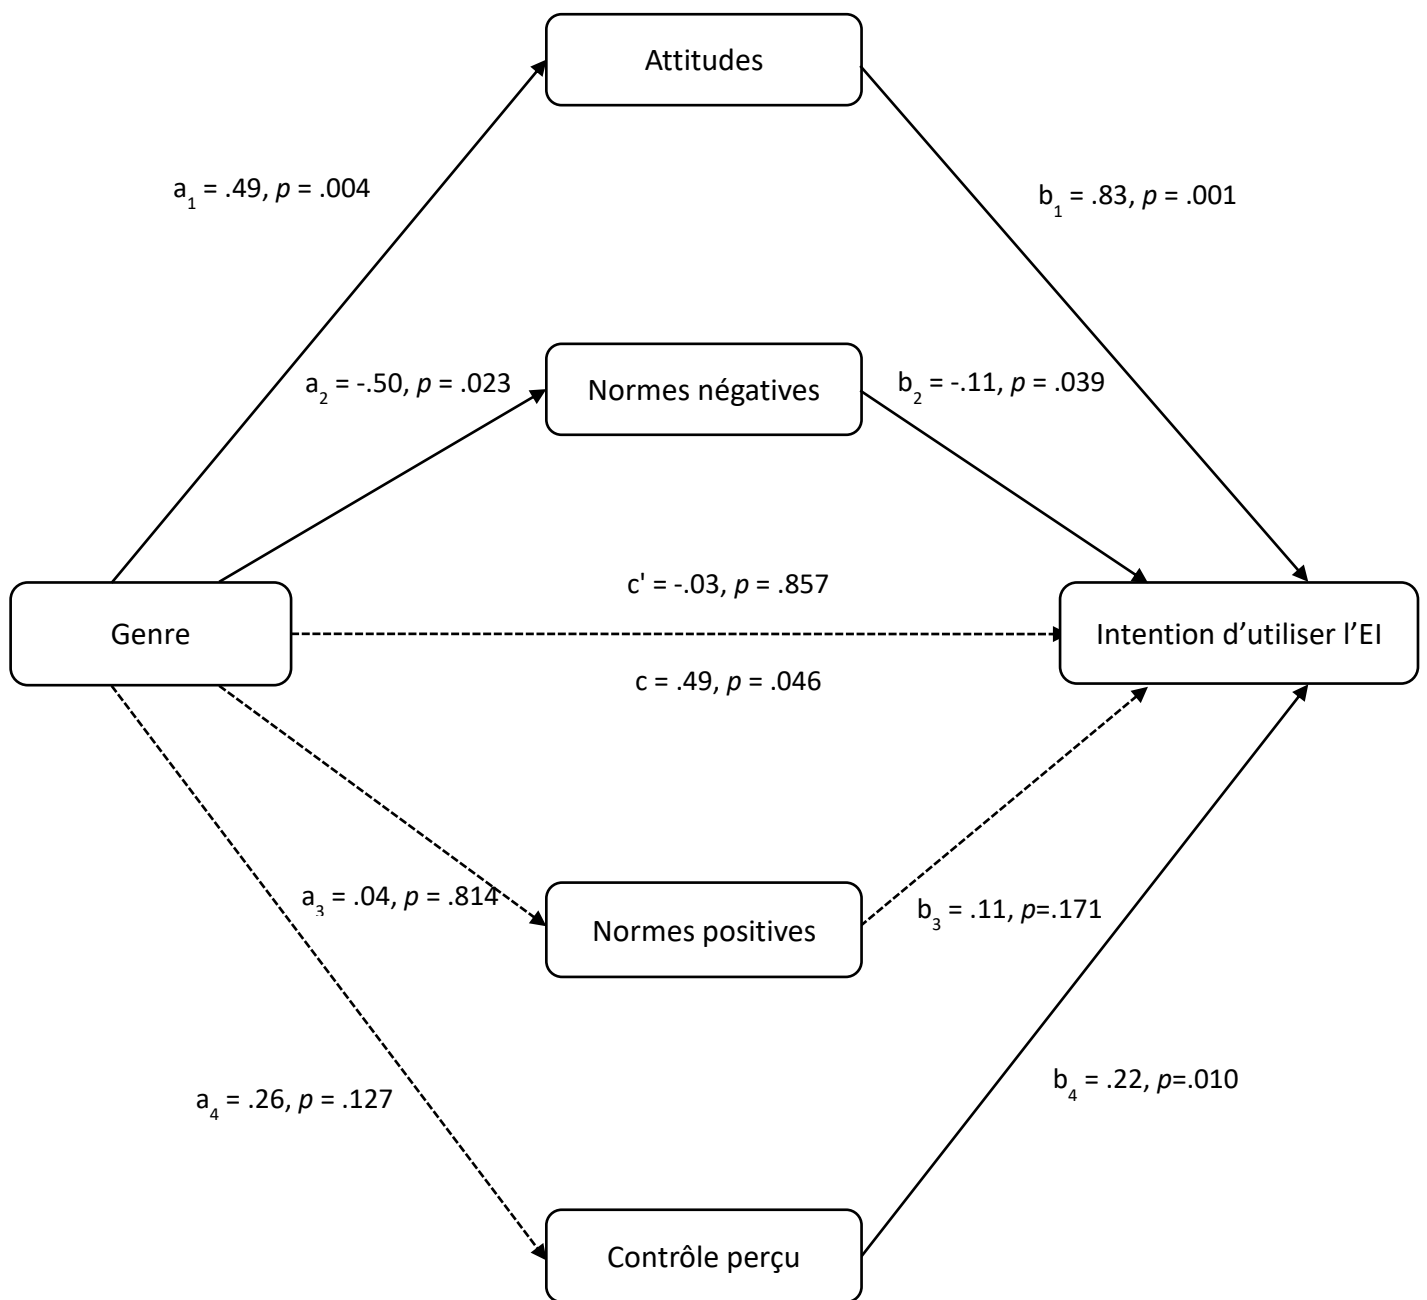 Attitudes
a1 = .49, p = .004
b1 = .83, p = .001
a2 = -.50, p = .023
Normes négatives
b2 = -.11, p = .039
c' = -.03, p = .857
Genre
Intention d’utiliser l’EI
c = .49, p = .046
a3 = .04, p = .814
Normes positives
b3 = .11, p=.171
a4 = .26, p = .127
b4 = .22, p=.010
Contrôle perçu